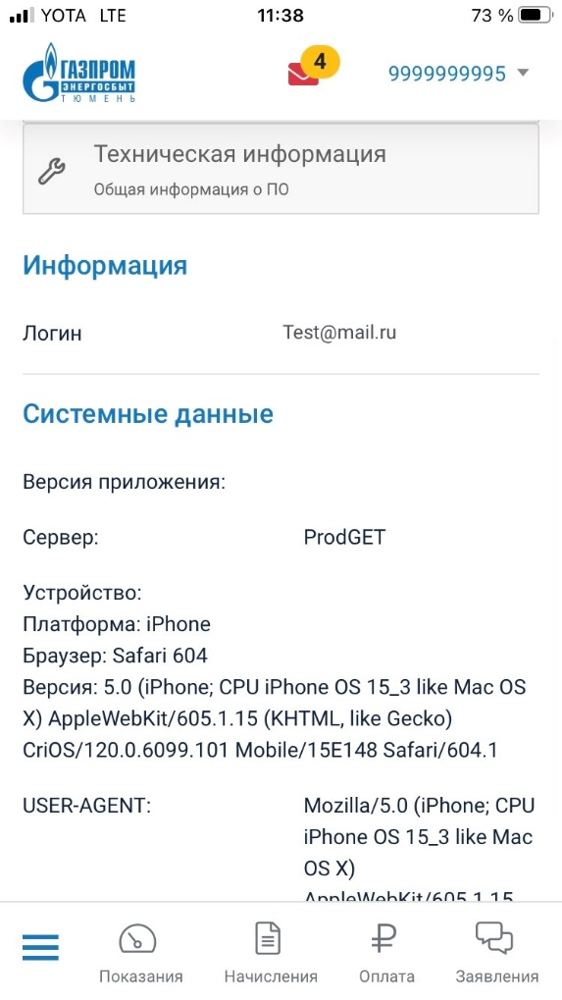 YOTA LTE 11:38 73 %
ГАЗПРОМ
ЭНЕРГОСБЫТ
ТЮМЕНЬ
4
9999999995
Техническая информация
Общая информация о ПО
Информация
Логин Test@mail.ru
Системные данные
Версия приложения:
Сервер: ProdGET
Устройство:
Платформа: iPhone
Браузер: Safari 604
Версия: 5.0 (iPhone; CPU iPhone OS 15_3 like Mac OS
X) AppleWebKit/605.1.15 (KHTML, like Gecko)
CriOS/120.0.6099.101 Mobile/15E148 Safari/604.1
USER-AGENT: Mozilla/5.0 (iPhone; CPU
iPhone OS 15_3 like Mac
OS X)
AppleWebKit/605.1.15
Показания Начисления Оплата Заявления